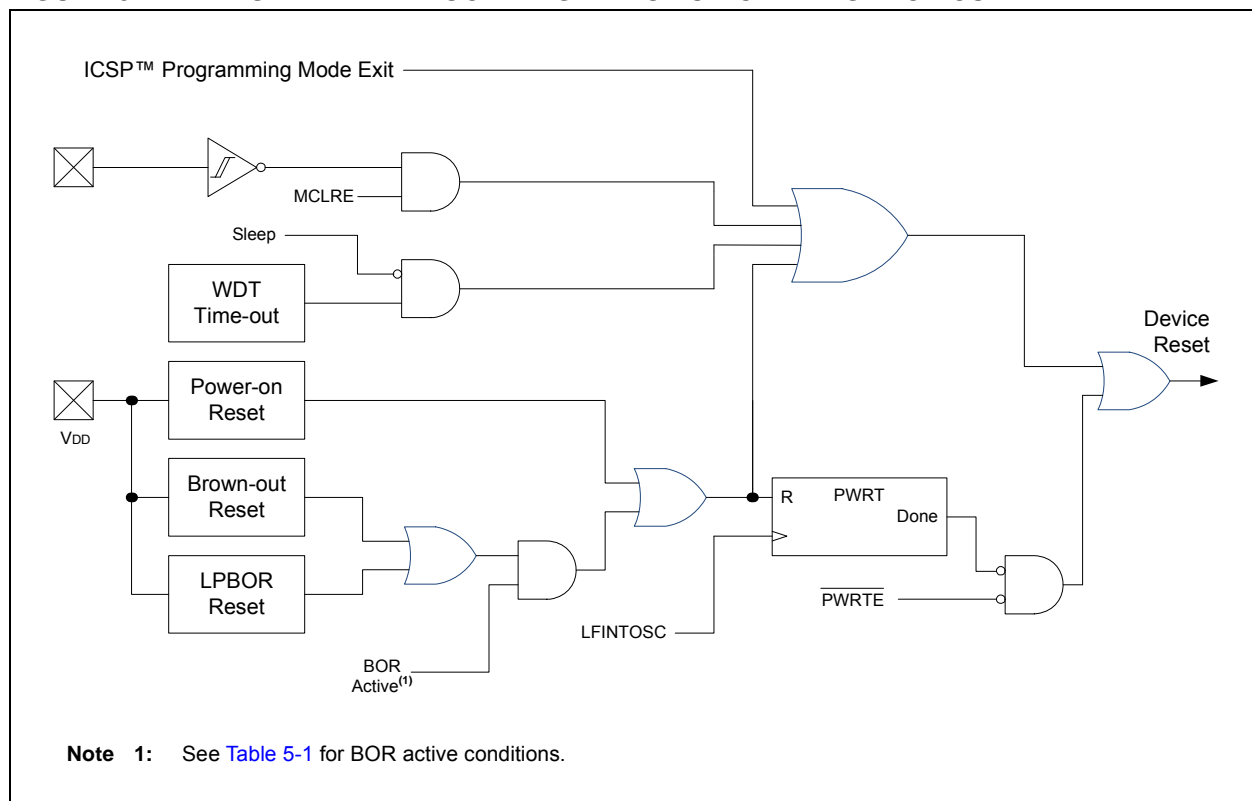 ICSP™ Programming Mode Exit
MCLRE
Sleep
WDT
Time-out
Device
Reset
Power-on
Reset
VDD
Brown-out
Reset
R
PWRT
Done
LPBOR
Reset
PWRTE
LFINTOSC
BOR
Active(1)
Note 1: See Table 5-1 for BOR active conditions.